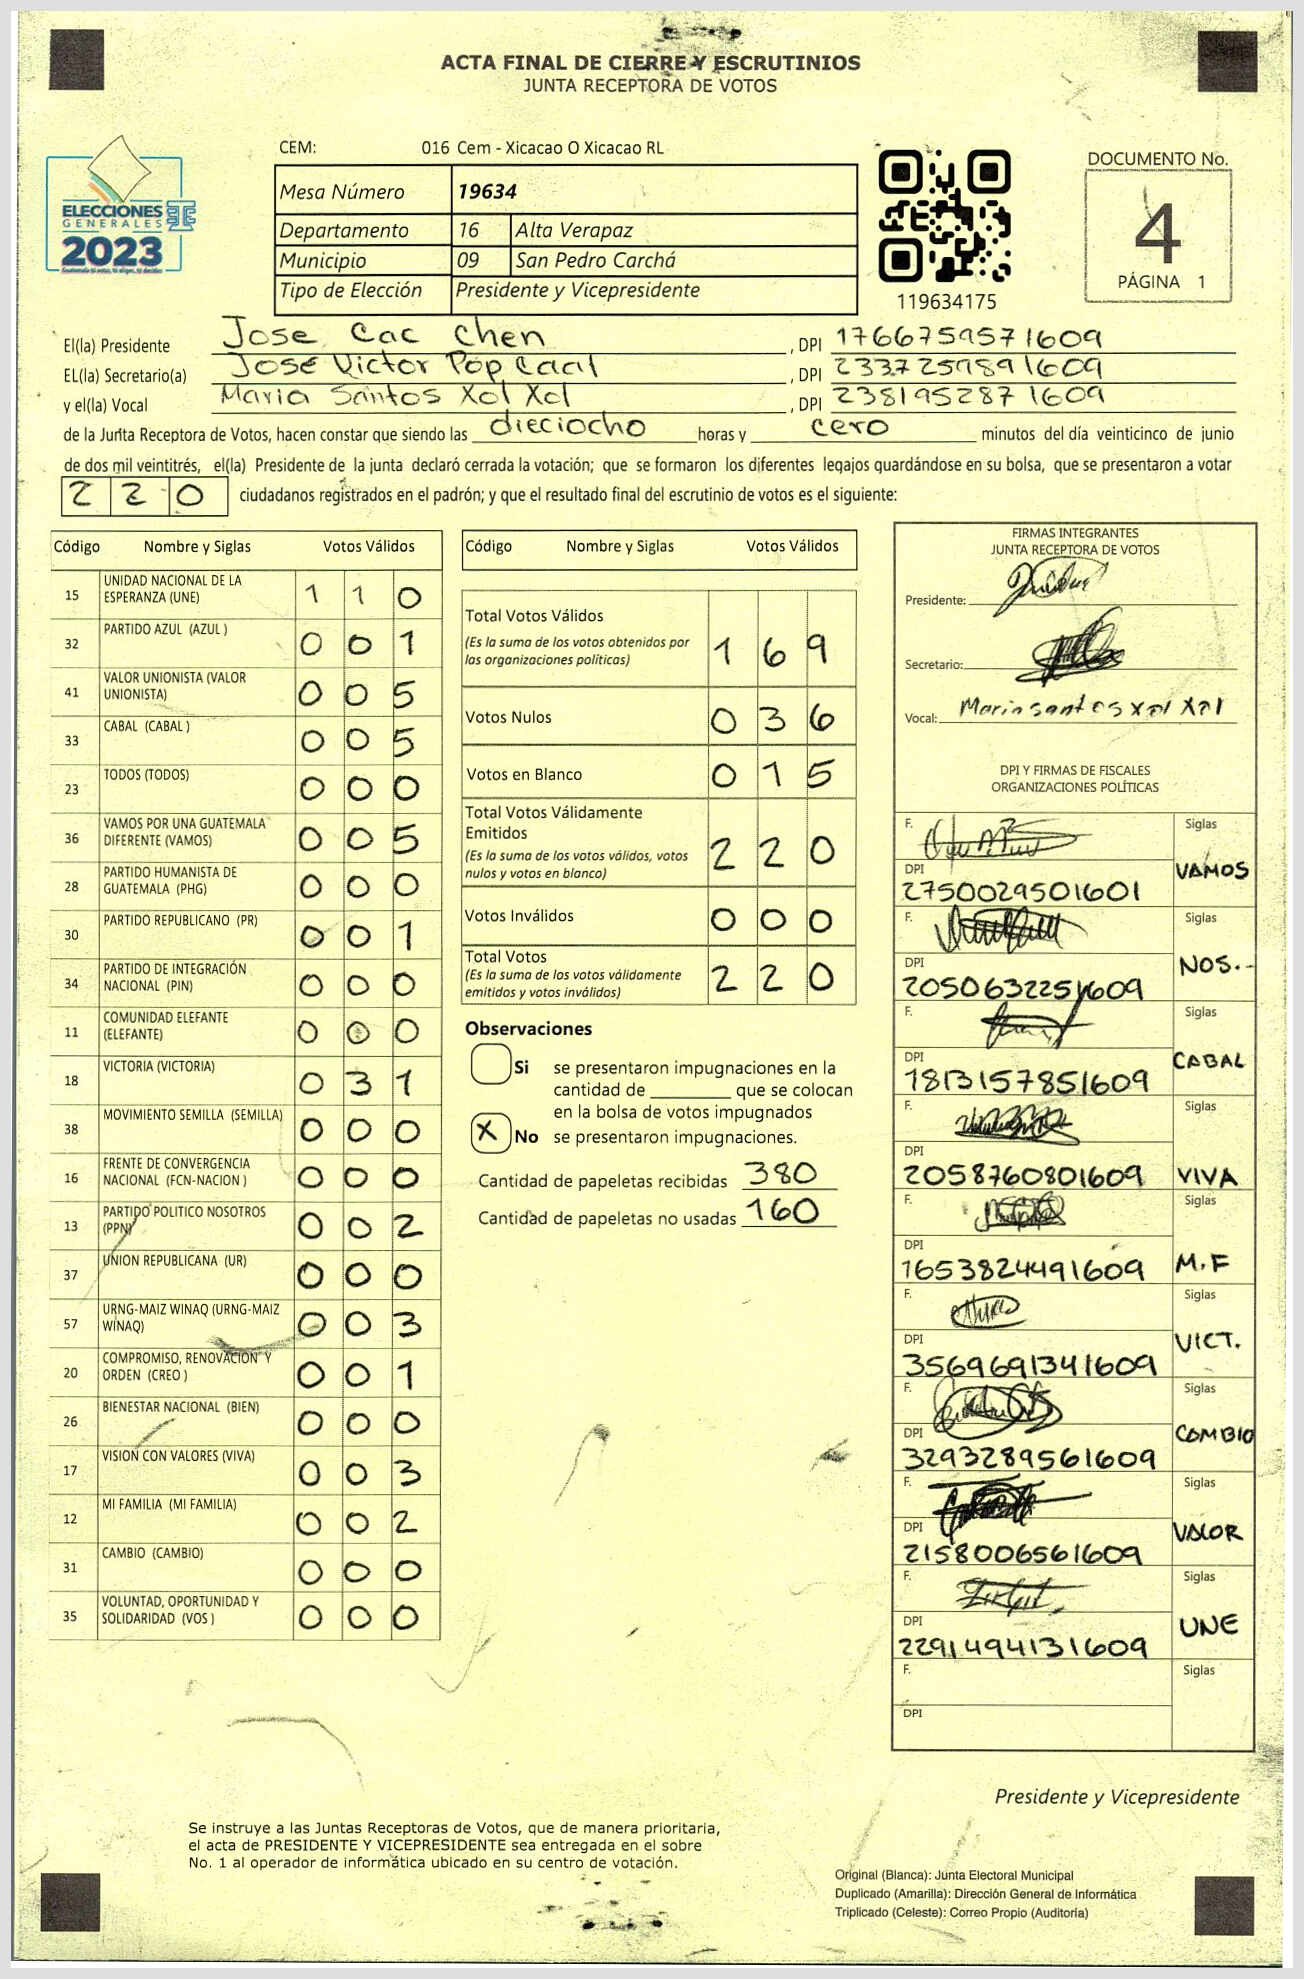 ACTA FINAL DE CIERRE Y ESCRUTINIOS
JUNTA RECEPTORA DE VOTOS
ELECCIONES
GENERALES
2023
CEM: 016 Cem - Xicacao O Xicacao RL
Mesa Número 19634
Departamento 16 Alta Verapaz
Municipio 09 San Pedro Carchá
Tipo de Elección Presidente y Vicepresidente
119634175
DOCUMENTO No.
4
PÁGINA 1
El(la) Presidente Jose Cac Chen , DPI 1766759571609
EL(la) Secretario(a) Jose Victor Pop Caal , DPI 2337259891609
y el(la) Vocal Maria Santos Xol Xol , DPI 2381952871609
de la Junta Receptora de Votos, hacen constar que siendo las dieciocho horas y cero minutos del día veinticinco de junio
de dos mil veintitrés, el(la) Presidente de la junta declaró cerrada la votación; que se formaron los diferentes legajos guardándose en su bolsa, que se presentaron a votar
220 ciudadanos registrados en el padrón; y que el resultado final del escrutinio de votos es el siguiente:
Código Nombre y Siglas Votos Válidos
15 UNIDAD NACIONAL DE LA ESPERANZA (UNE) 1 1 0
32 PARTIDO AZUL (AZUL ) 0 0 1
41 VALOR UNIONISTA (VALOR UNIONISTA) 0 0 5
33 CABAL (CABAL ) 0 0 5
23 TODOS (TODOS) 0 0 0
36 VAMOS POR UNA GUATEMALA DIFERENTE (VAMOS) 0 0 5
28 PARTIDO HUMANISTA DE GUATEMALA (PHG) 0 0 0
30 PARTIDO REPUBLICANO (PR) 0 0 1
34 PARTIDO DE INTEGRACIÓN NACIONAL (PIN) 0 0 0
11 COMUNIDAD ELEFANTE (ELEFANTE) 0 0 0
18 VICTORIA (VICTORIA) 0 3 1
38 MOVIMIENTO SEMILLA (SEMILLA) 0 0 0
16 FRENTE DE CONVERGENCIA NACIONAL (FCN-NACION ) 0 0 0
13 PARTIDO POLITICO NOSOTROS (PPN) 0 0 2
37 UNION REPUBLICANA (UR) 0 0 0
57 URNG-MAIZ WINAQ (URNG-MAIZ WINAQ) 0 0 3
20 COMPROMISO, RENOVACION Y ORDEN (CREO ) 0 0 1
26 BIENESTAR NACIONAL (BIEN) 0 0 0
17 VISION CON VALORES (VIVA) 0 0 3
12 MI FAMILIA (MI FAMILIA) 0 0 2
31 CAMBIO (CAMBIO) 0 0 0
35 VOLUNTAD, OPORTUNIDAD Y SOLIDARIDAD (VOS ) 0 0 0
Código Nombre y Siglas Votos Válidos
Total Votos Válidos
(Es la suma de los votos obtenidos por
las organizaciones políticas) 1 6 9
Votos Nulos 0 3 6
Votos en Blanco 0 1 5
Total Votos Válidamente
Emitidos
(Es la suma de los votos válidos, votos
nulos y votos en blanco) 2 2 0
Votos Inválidos 0 0 0
Total Votos
(Es la suma de los votos válidamente
emitidos y votos inválidos) 2 2 0
Observaciones
Si se presentaron impugnaciones en la
cantidad de ________ que se colocan
en la bolsa de votos impugnados
X No se presentaron impugnaciones.
Cantidad de papeletas recibidas 380
Cantidad de papeletas no usadas 160
FIRMAS INTEGRANTES
JUNTA RECEPTORA DE VOTOS
Presidente:
Secretario:
Vocal: Maria santos xol Xol
DPI Y FIRMAS DE FISCALES
ORGANIZACIONES POLÍTICAS
F. Siglas
DPI VAMOS
2750029501601
F. Siglas
DPI NOS.-
2050632251609
F. Siglas
DPI CABAL
1813157851609
F. Siglas
DPI VIVA
2058760801609
F. Siglas
DPI M.F
1653824491609
F. Siglas
DPI VICT.
3569691341609
F. Siglas
DPI CAMBIO
3293289561609
F. Siglas
DPI VALOR
2158006561609
F. Siglas
DPI UNE
2291494131609
F. Siglas
DPI
Presidente y Vicepresidente
Se instruye a las Juntas Receptoras de Votos, que de manera prioritaria,
el acta de PRESIDENTE Y VICEPRESIDENTE sea entregada en el sobre
No. 1 al operador de informática ubicado en su centro de votación.
Original (Blanca): Junta Electoral Municipal
Duplicado (Amarilla): Dirección General de Informática
Triplicado (Celeste): Correo Propio (Auditoría)